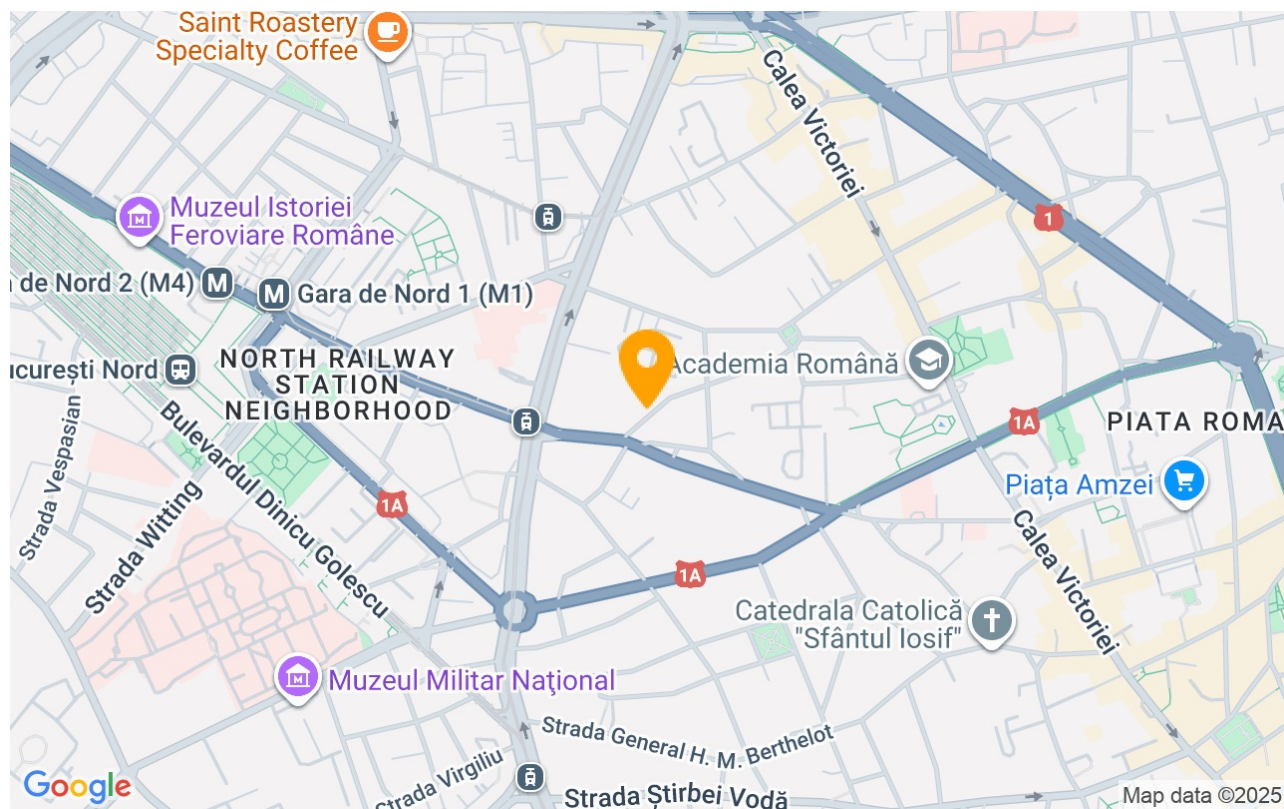 Saint Roastery
Specialty Coffee
Calea Victoriei
1
Muzeul Istoriei
Feroviare Române
a de Nord 2 (M4)
M
M
Gara de Nord 1 (M1)
ucurești Nord
NORTH RAILWAY
STATION
NEIGHBORHOOD
Academia Română
1A
PIATA ROMA
Piața Amzei
Strada Vespasian
Strada Witting
Bulevardul Dinicu Golescu
1A
1A
Calea Victoriei
Catedrala Catolică
"Sfântul Iosif"
Muzeul Militar Naţional
Strada General H. M. Berthelot
Strada Virgiliu
Strada Știrbei Vodă
Google
Map data ©2025